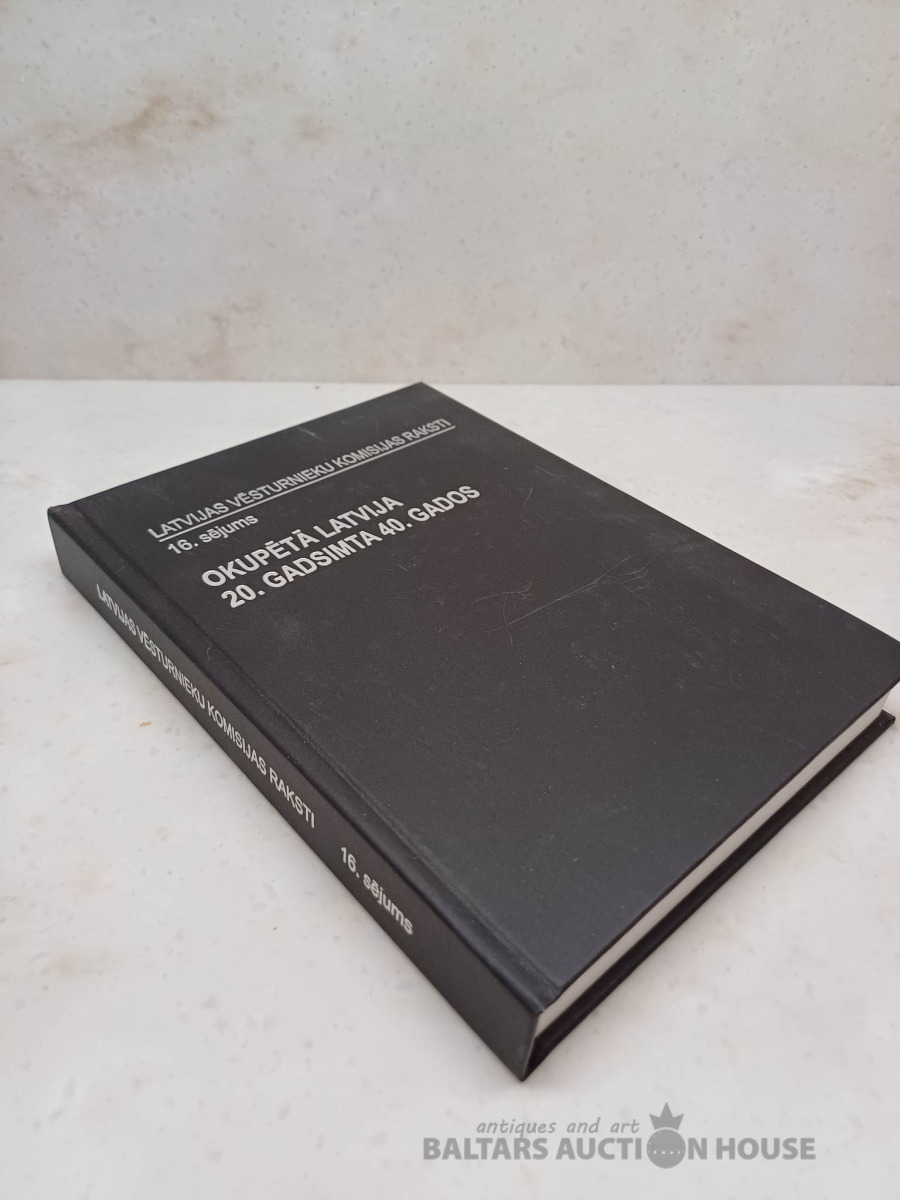 LATVIJAS VĒSTURNIEKU KOMISIJAS RAKSTI
16. sējums
OKUPĒTĀ LATVIJA
20. GADSIMTA 40. GADOS
LATVIJAS VĒSTURNIEKU KOMISIJAS RAKSTI 16. sējums
antiques and art
BALTARS AUCTION HOUSE